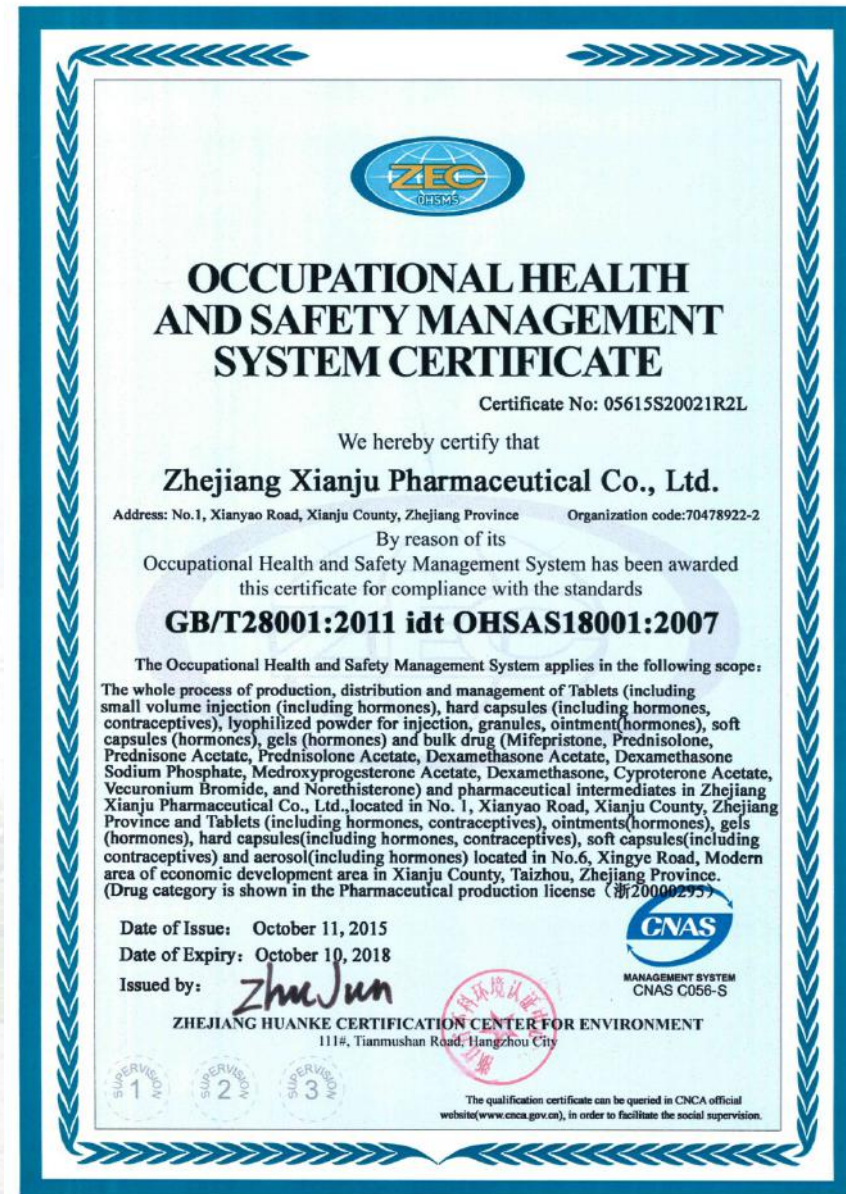 ZEC
OHSMS
OCCUPATIONAL HEALTH
AND SAFETY MANAGEMENT
SYSTEM CERTIFICATE
Certificate No: 05615S20021R2L
We hereby certify that
Zhejiang Xianju Pharmaceutical Co., Ltd.
Address: No.1, Xianyao Road, Xianju County, Zhejiang Province Organization code:70478922-2
By reason of its
Occupational Health and Safety Management System has been awarded
this certificate for compliance with the standards
GB/T28001:2011 idt OHSAS18001:2007
The Occupational Health and Safety Management System applies in the following scope:
The whole process of production, distribution and management of Tablets (including
small volume injection (including hormones), hard capsules (including hormones,
contraceptives), lyophilized powder for injection, granules, ointment(hormones), soft
capsules (hormones), gels (hormones) and bulk drug (Mifepristone, Prednisolone,
Prednisone Acetate, Prednisolone Acetate, Dexamethasone Acetate, Dexamethasone
Sodium Phosphate, Medroxyprogesterone Acetate, Dexamethasone, Cyproterone Acetate,
Vecuronium Bromide, and Norethisterone) and pharmaceutical intermediates in Zhejiang
Xianju Pharmaceutical Co., Ltd.,located in No. 1, Xianyao Road, Xianju County, Zhejiang
Province and Tablets (including hormones, contraceptives), ointments(hormones), gels
(hormones), hard capsules(including hormones, contraceptives), soft capsules(including
contraceptives) and aerosol(including hormones) located in No.6, Xingye Road, Modern
area of economic development area in Xianju County, Taizhou, Zhejiang Province.
(Drug category is shown in the Pharmaceutical production license (浙20000295)
Date of Issue: October 11, 2015
Date of Expiry: October 10, 2018
Issued by: Zhu Jun
CNAS
MANAGEMENT SYSTEM
CNAS C056-S
ZHEJIANG HUANKE CERTIFICATION CENTER FOR ENVIRONMENT
111#, Tianmushan Road, Hangzhou City
SUPERVISION 1
SUPERVISION 2
SUPERVISION 3
The qualification certificate can be queried in CNCA official
website(www.cnca.gov.cn), in order to facilitate the social supervision.